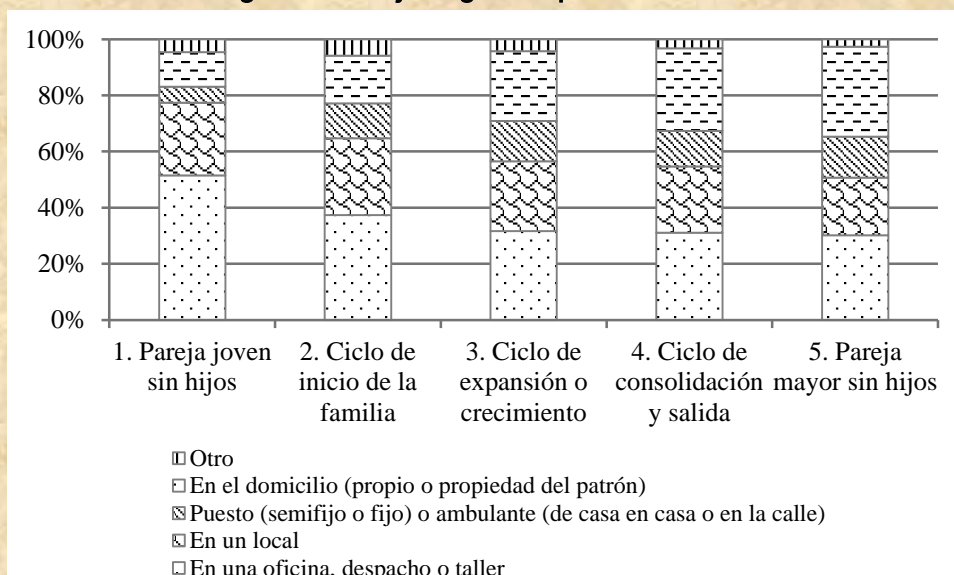 100%
80%
60%
40%
20%
0%
1. Pareja joven
sin hijos
2. Ciclo de
inicio de la
familia
3. Ciclo de
expansión o
crecimiento
4. Ciclo de
consolidación
y salida
5. Pareja
mayor sin hijos
Otro
En el domicilio (propio o propiedad del patrón)
Puesto (semifijo o fijo) o ambulante (de casa en casa o en la calle)
En un local
En una oficina, despacho o taller